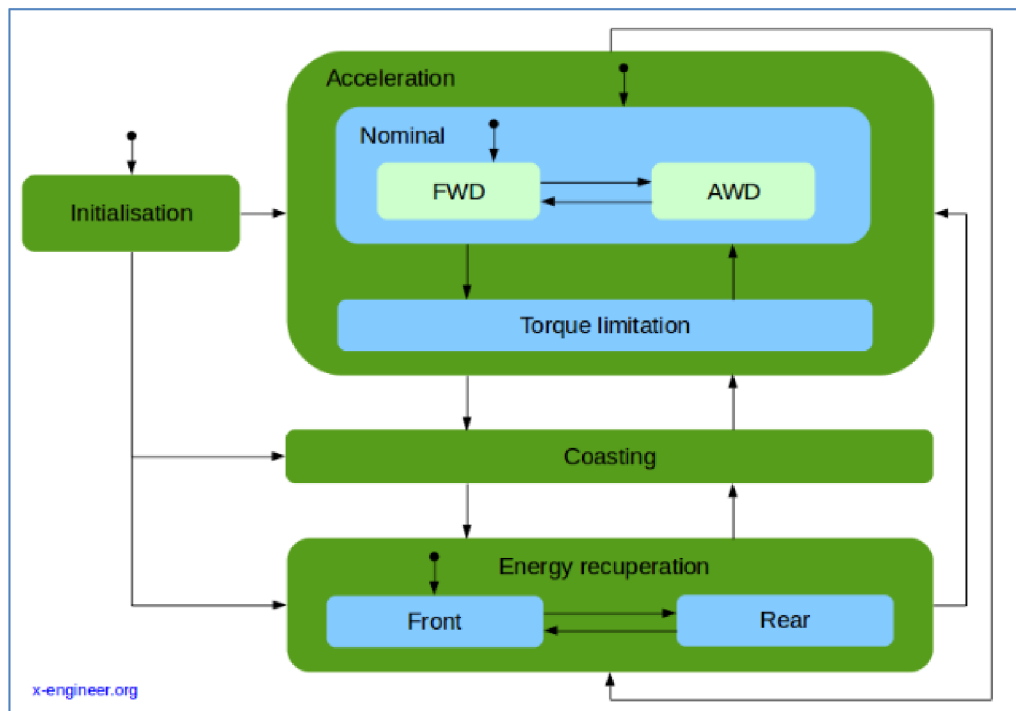 Acceleration
Nominal
FWD
AWD
Initialisation
Torque limitation
Coasting
Energy recuperation
Front
Rear
x-engineer.org